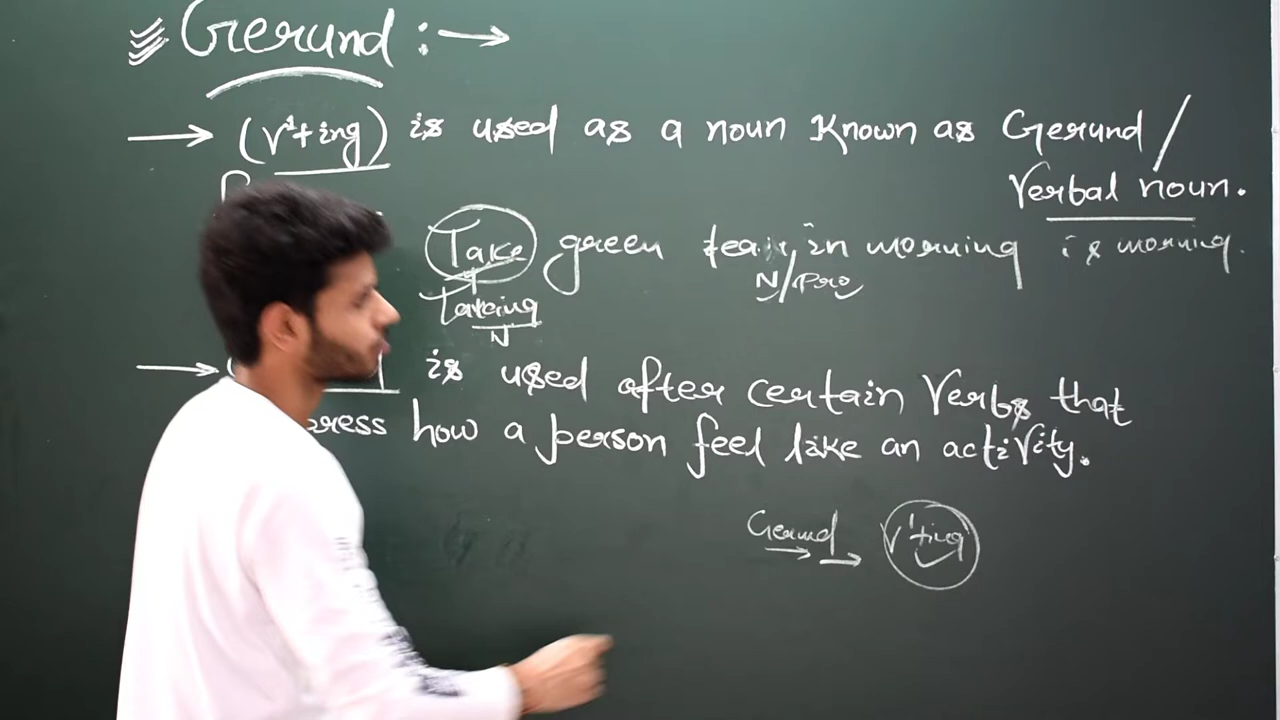 Gerund :→
→ (V¹+ing) is used as a noun Known as Gerund /
Verbal noun.
Take green tea in morning is morning.
N/Pro
Taking
N
→ is used after certain Verbs that
press how a person feel like an activity.
Gerund → V¹+ing